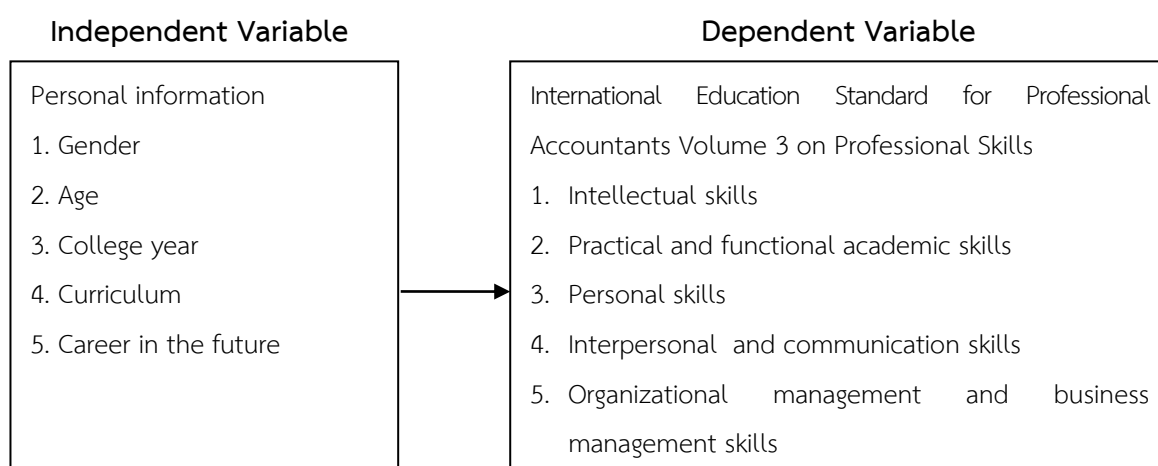 Independent Variable
Personal information
1. Gender
2. Age
3. College year
4. Curriculum
5. Career in the future
Dependent Variable
International Education Standard for Professional
Accountants Volume 3 on Professional Skills
1. Intellectual skills
2. Practical and functional academic skills
3. Personal skills
4. Interpersonal and communication skills
5. Organizational management and business
management skills